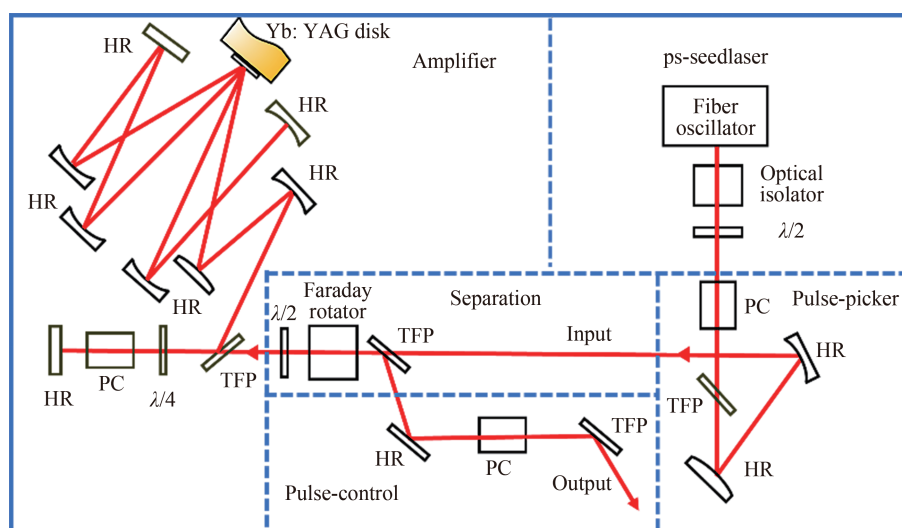 Yb: YAG disk
HR
Amplifier
ps-seedlaser
HR
Fiber
oscillator
HR
Optical
isolator
HR
λ/2
HR
Faraday
rotator
Separation
PC
Pulse-picker
λ/2
TFP
Input
HR
HR
PC
λ/4
TFP
TFP
HR
PC
TFP
HR
Pulse-control
Output